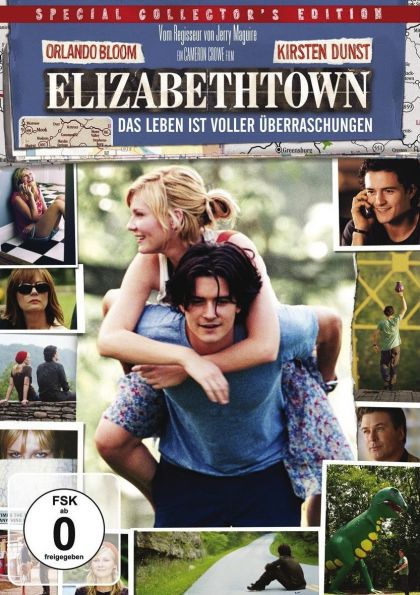 SPECIAL COLLECTOR'S EDITION
ORLANDO BLOOM
Vom Regisseur von Jerry Maguire
KIRSTEN DUNST
EIN CAMERON CROWE FILM
ELIZABETHTOWN
DAS LEBEN IST VOLLER ÜBERRASCHUNGEN
Greensburg
FSK
ab
0
freigegeben